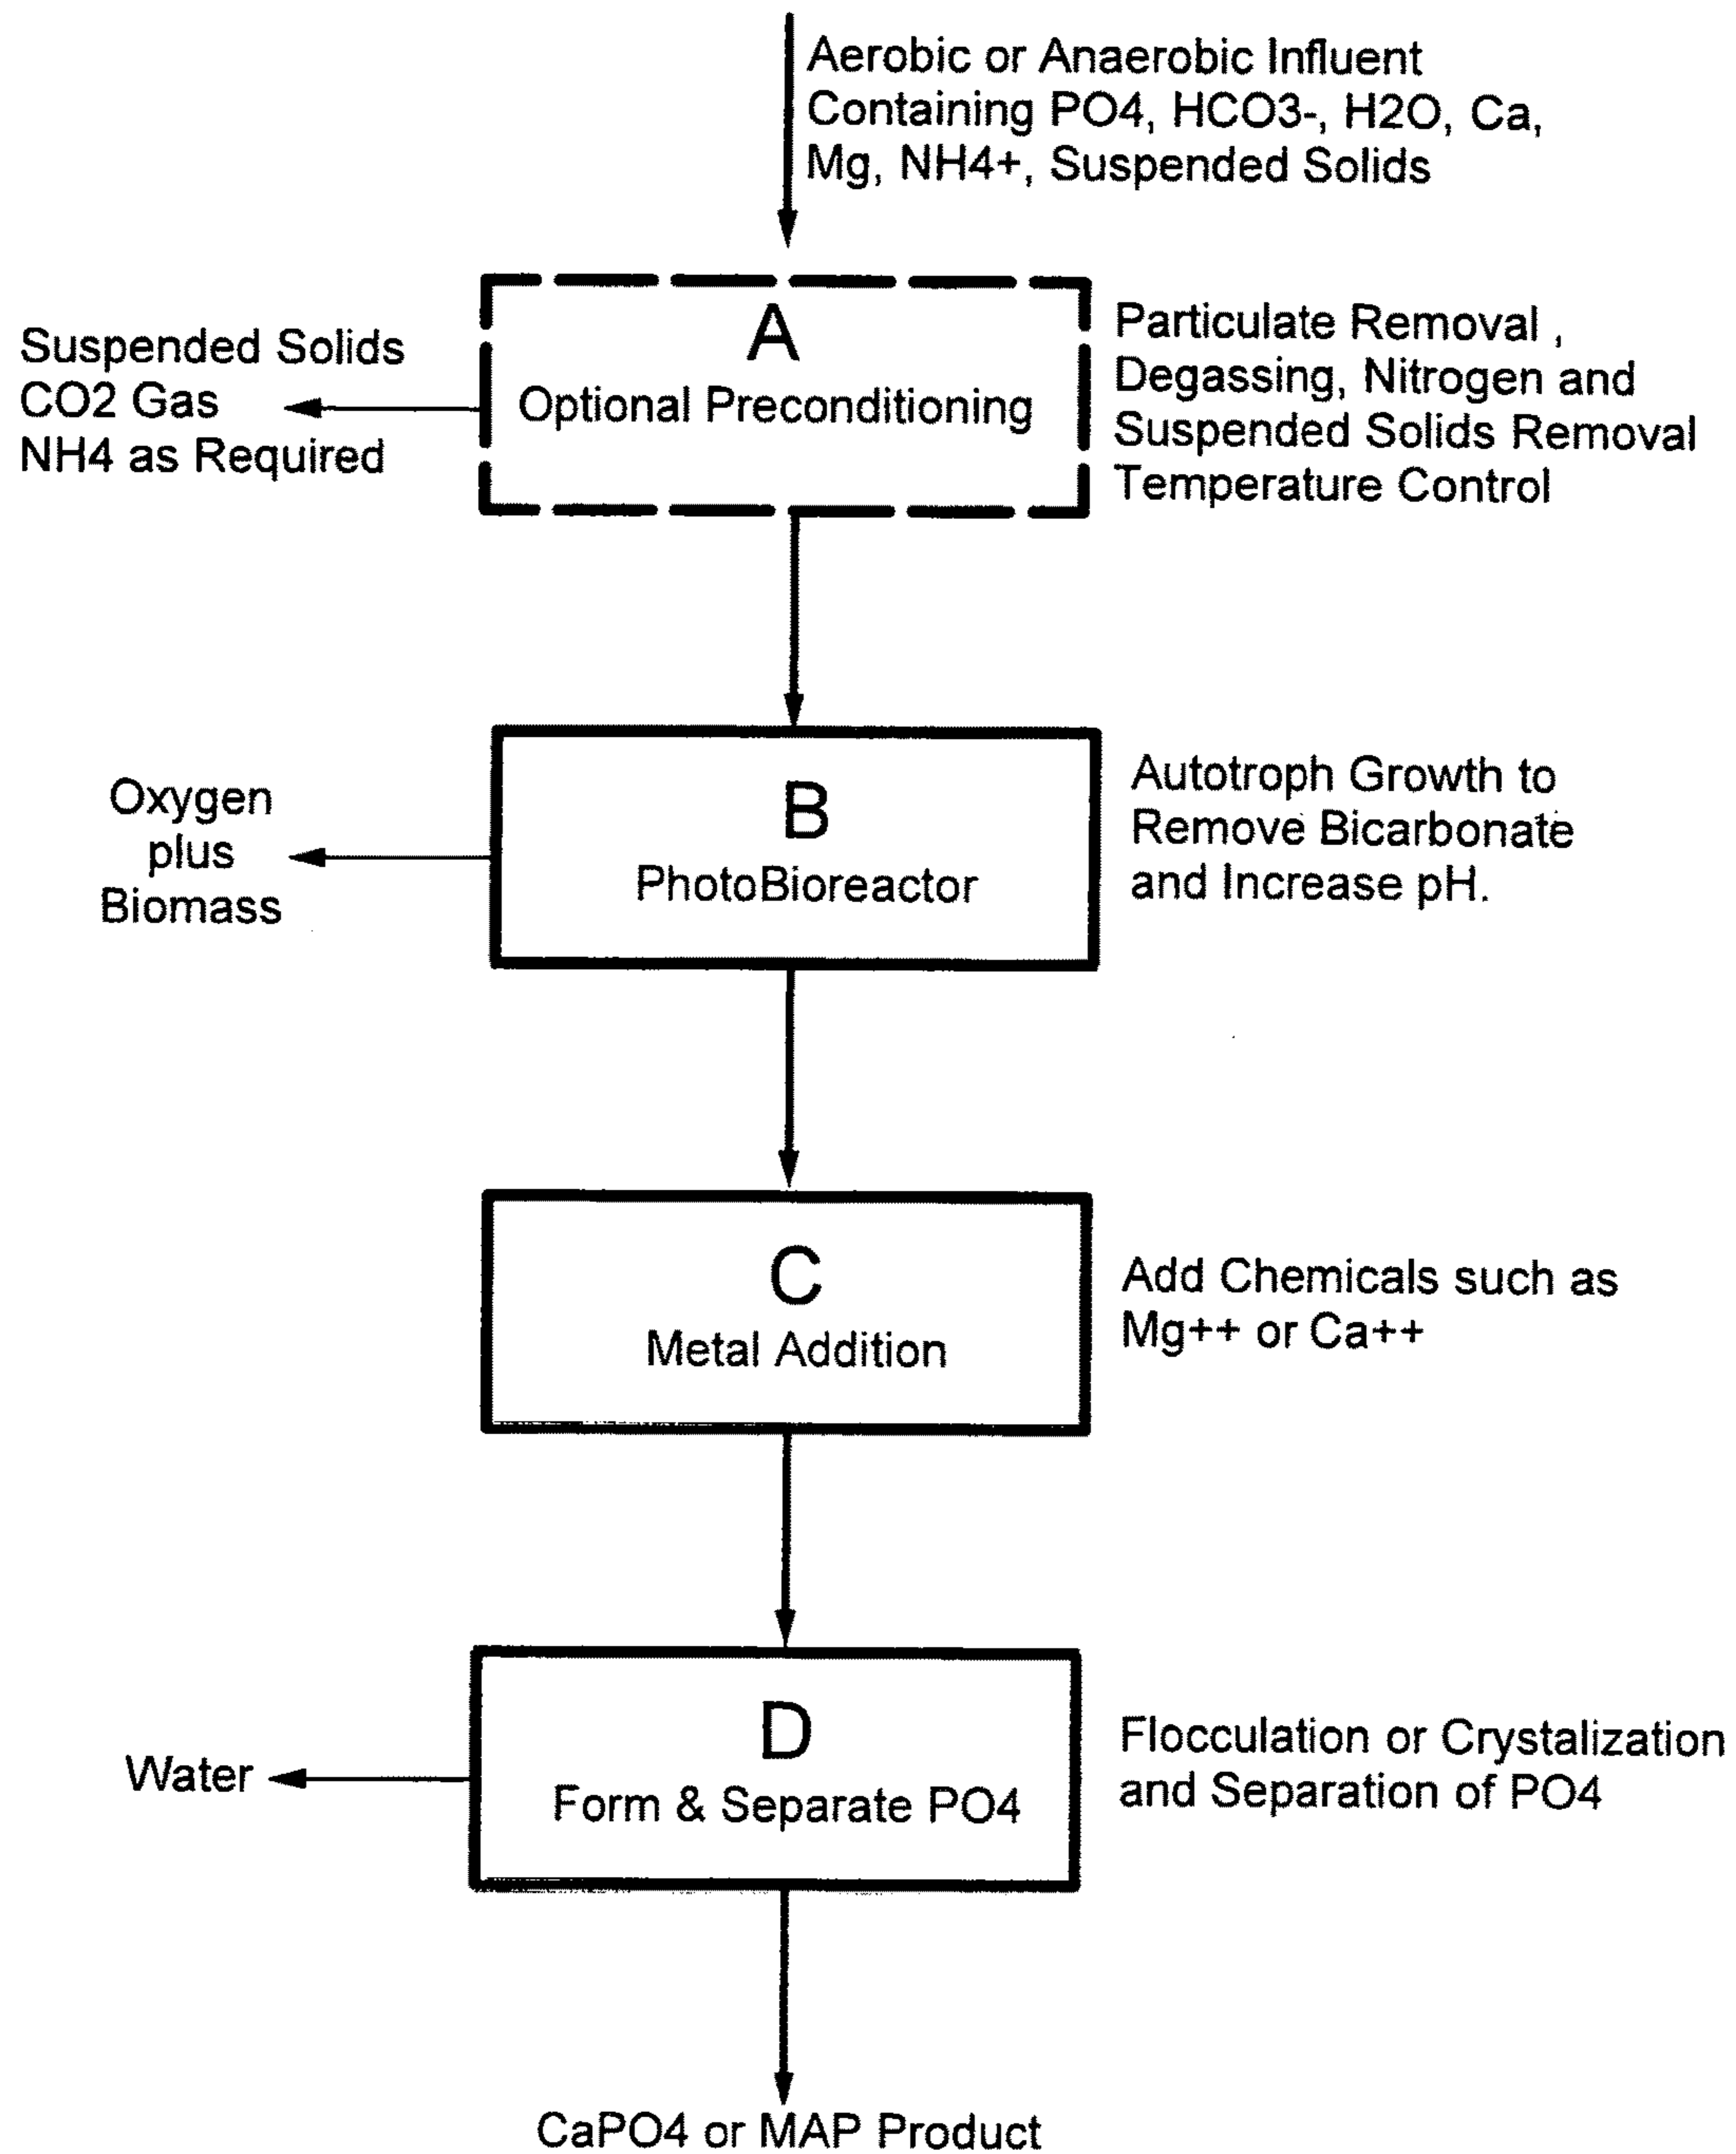 Aerobic or Anaerobic Influent
Containing PO4, HCO3-, H2O, Ca,
Mg, NH4+, Suspended Solids
A
Optional Preconditioning
Suspended Solids
CO2 Gas
NH4 as Required
Particulate Removal ,
Degassing, Nitrogen and
Suspended Solids Removal
Temperature Control
B
PhotoBioreactor
Oxygen
plus
Biomass
Autotroph Growth to
Remove Bicarbonate
and Increase pH.
C
Metal Addition
Add Chemicals such as
Mg++ or Ca++
D
Form & Separate PO4
Water
Flocculation or Crystalization
and Separation of PO4
CaPO4 or MAP Product